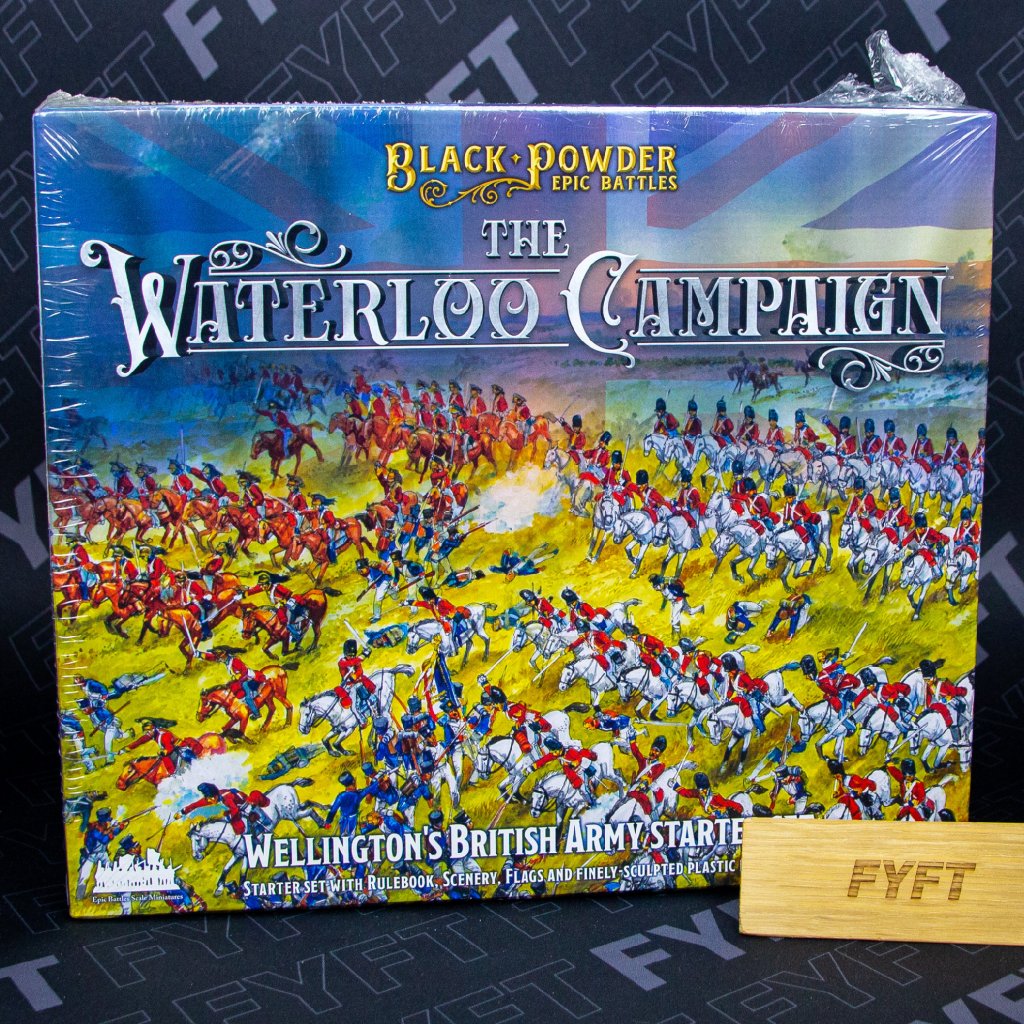 BLACK · POWDER
EPIC BATTLES
THE
WATERLOO CAMPAIGN
WELLINGTON'S BRITISH ARMY STARTE
STARTER SET WITH RULEBOOK, SCENERY, FLAGS AND FINELY-SCULPTED PLASTIC
Epic Battles Scale Miniatures
FYFT